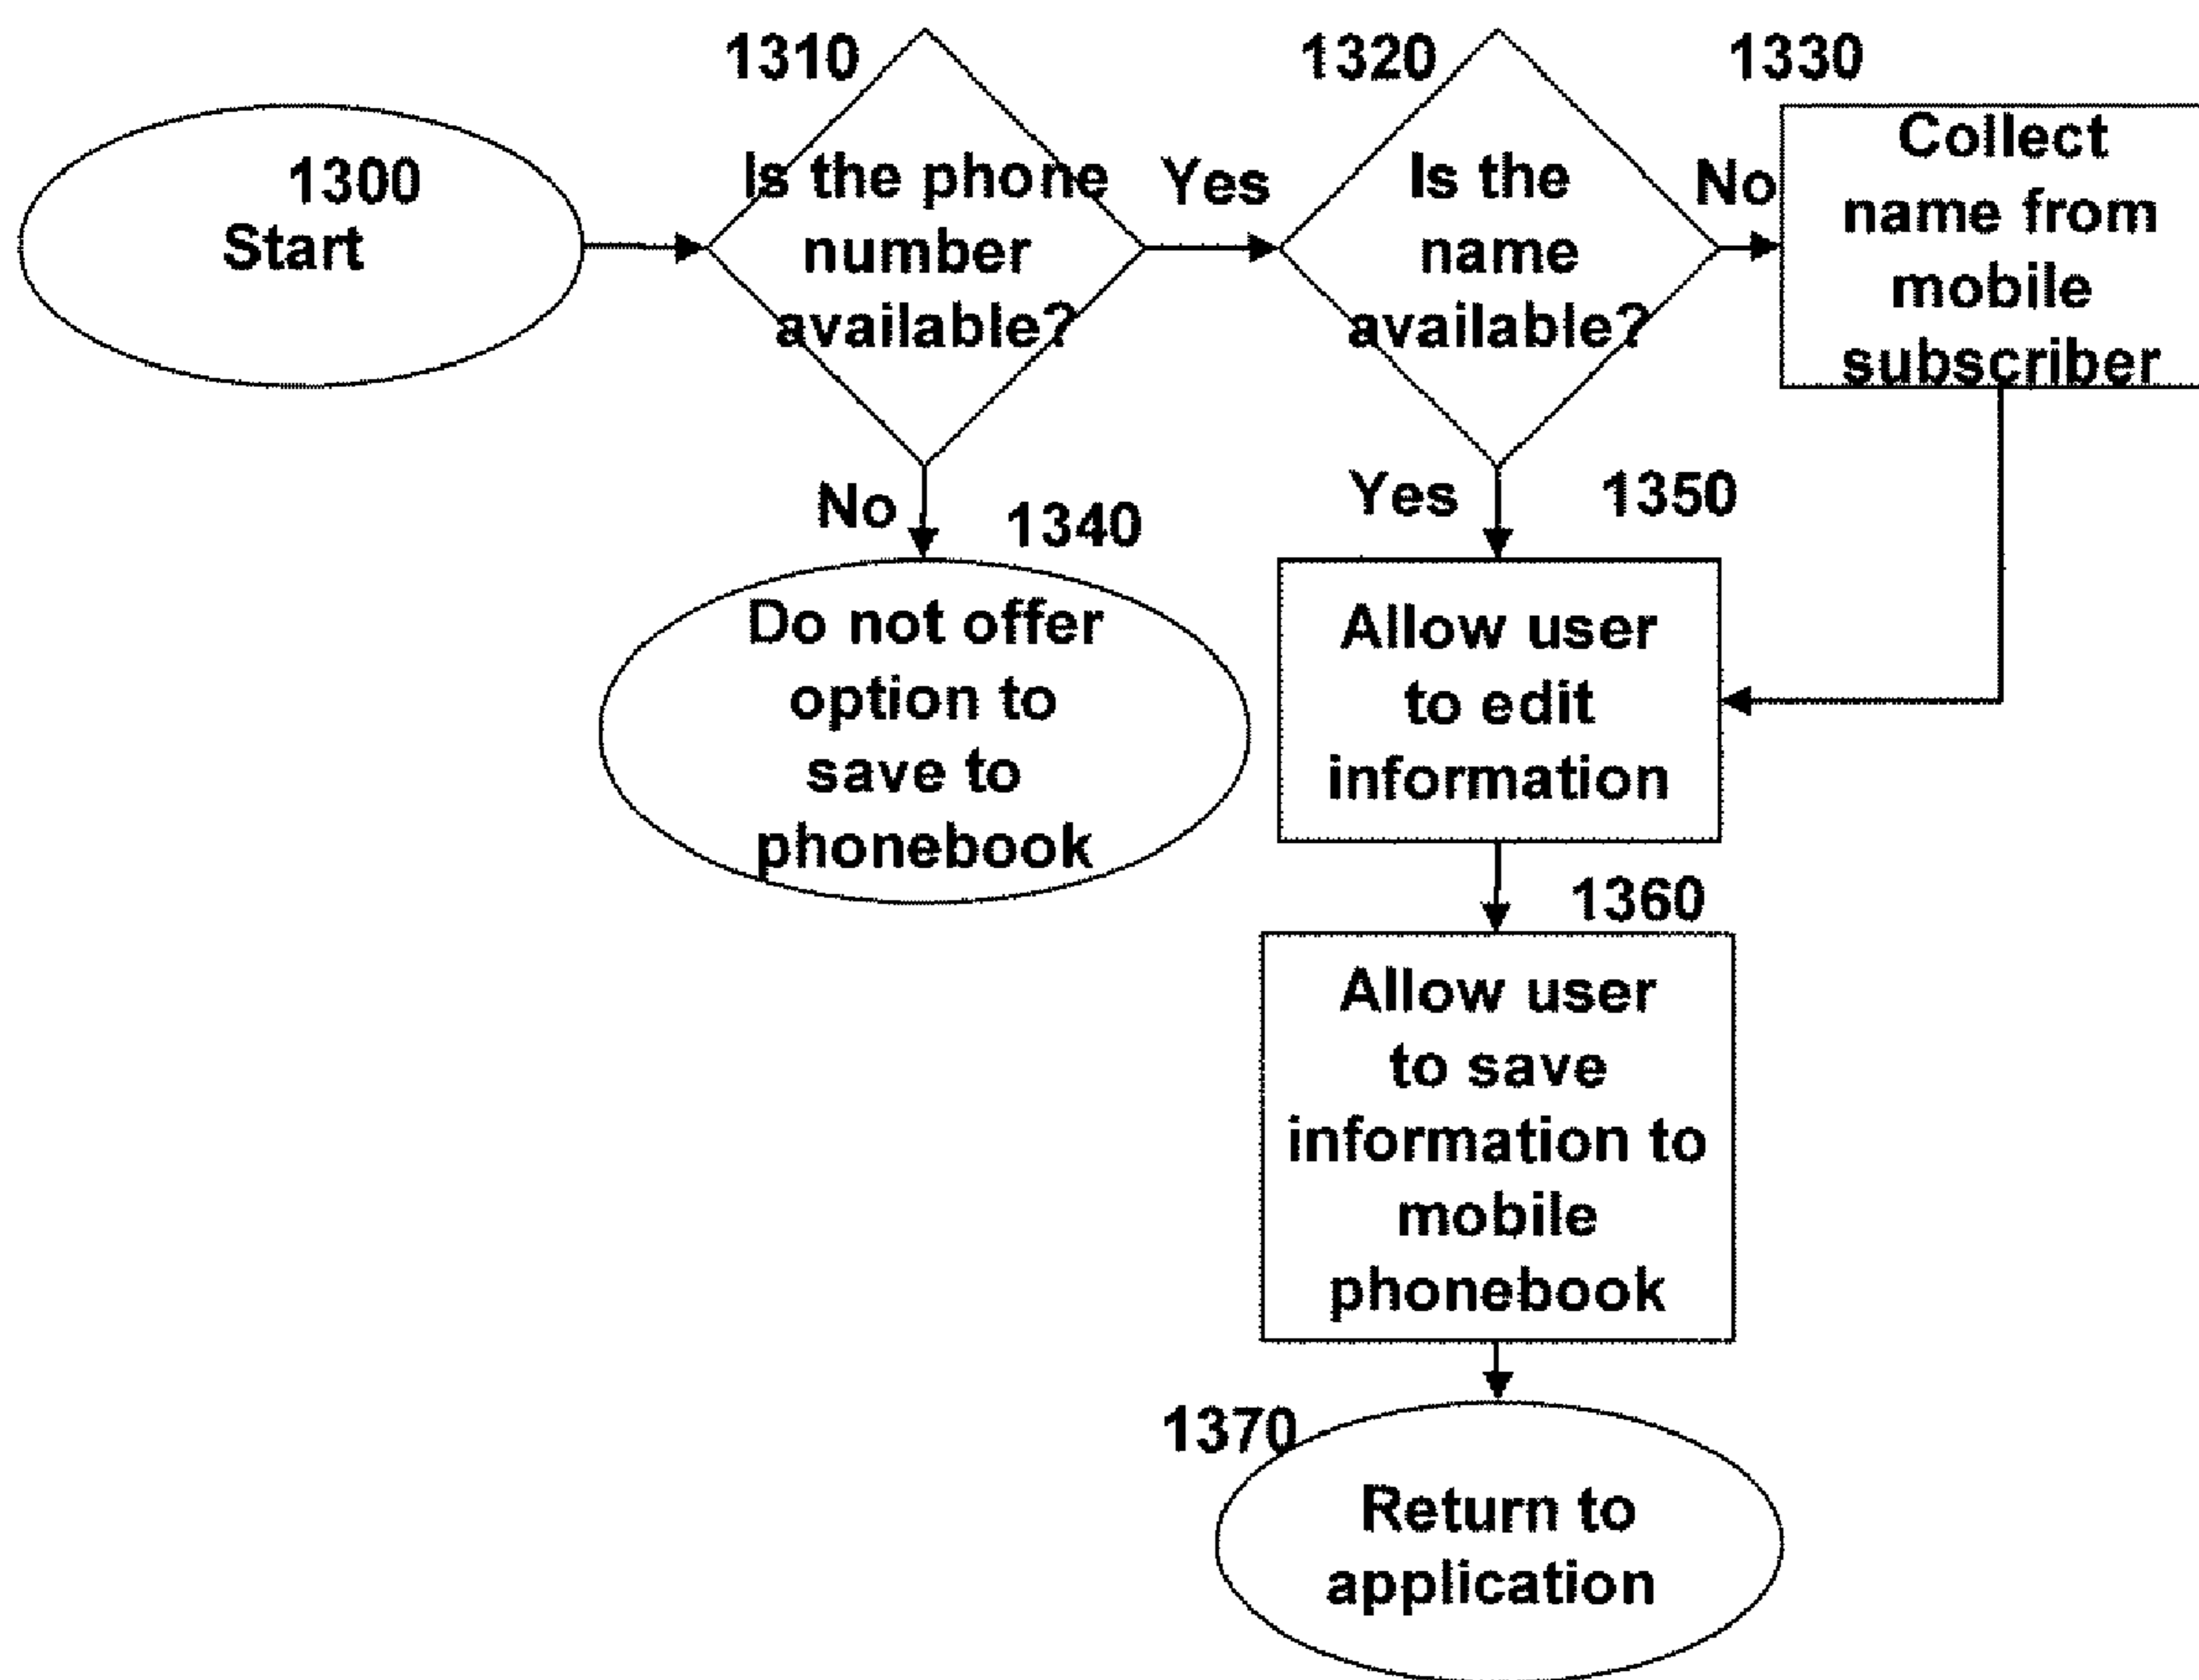 1300
Start
1310
Is the phone
number
available?
Yes
1320
Is the
name
available?
No
1330
Collect
name from
mobile
subscriber
No
1340
Do not offer
option to
save to
phonebook
Yes
1350
Allow user
to edit
information
1360
Allow user
to save
information to
mobile
phonebook
1370
Return to
application